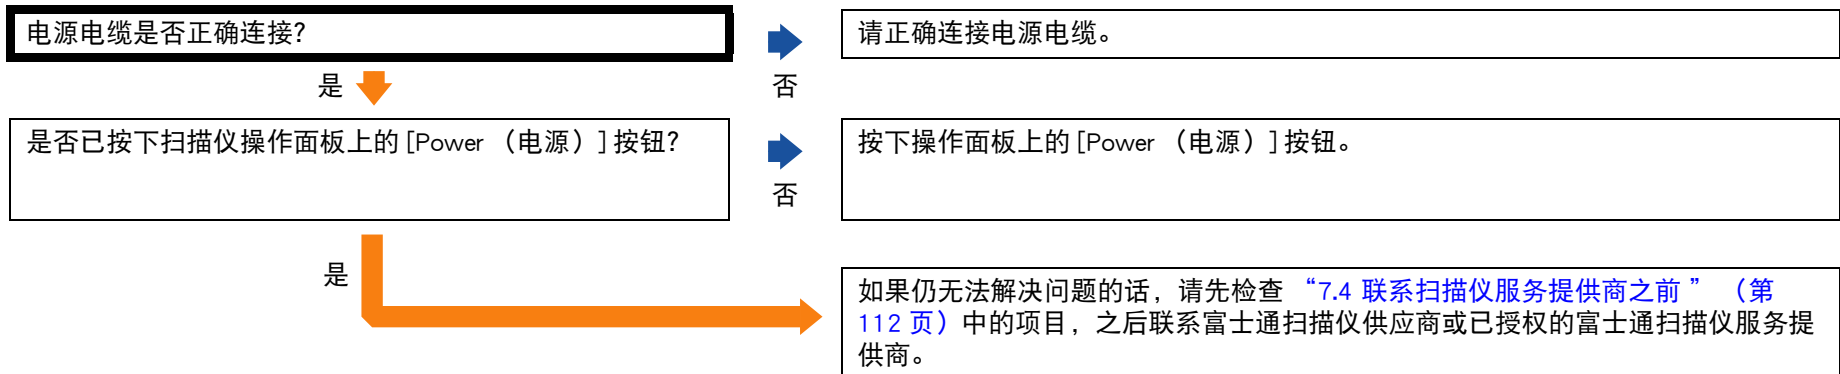 电源电缆是否正确连接?
请正确连接电源电缆。
是
否
是否已按下扫描仪操作面板上的 [Power （电源）] 按钮?
按下操作面板上的 [Power （电源）] 按钮。
否
是
如果仍无法解决问题的话，请先检查 “7.4 联系扫描仪服务提供商之前 ” （第
112 页）中的项目，之后联系富士通扫描仪供应商或已授权的富士通扫描仪服务提
供商。